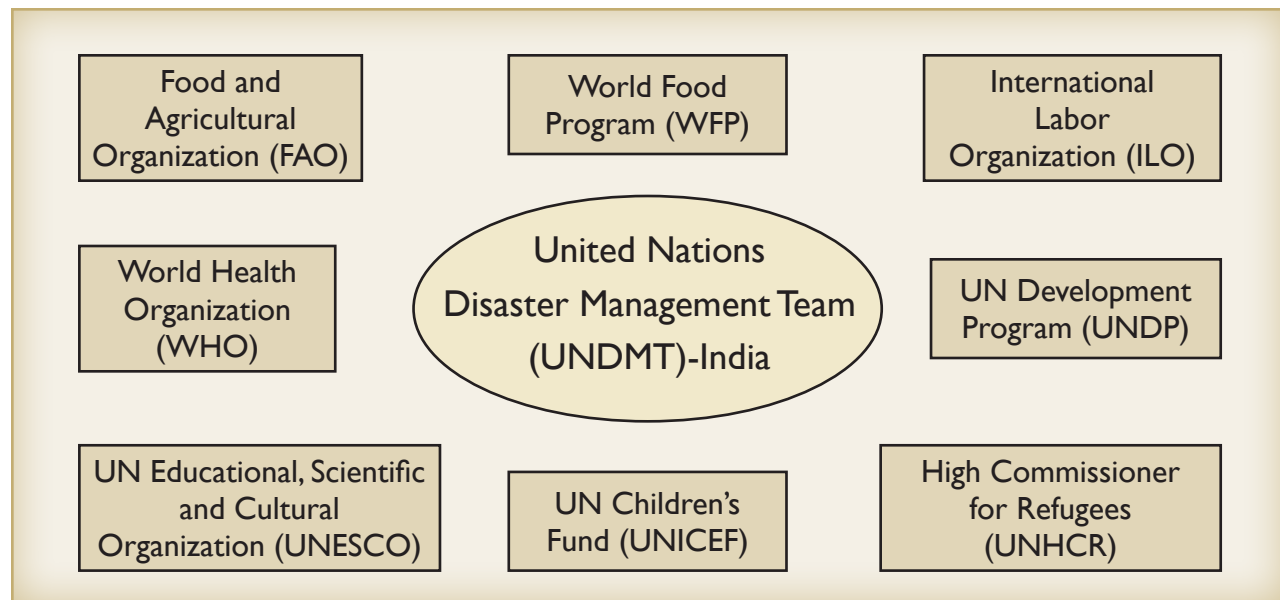 Food and
Agricultural
Organization (FAO)
World Food
Program (WFP)
International
Labor
Organization (ILO)
World Health
Organization
(WHO)
United Nations
Disaster Management Team
(UNDMT)-India
UN Development
Program (UNDP)
UN Educational, Scientific
and Cultural
Organization (UNESCO)
UN Children's
Fund (UNICEF)
High Commissioner
for Refugees
(UNHCR)